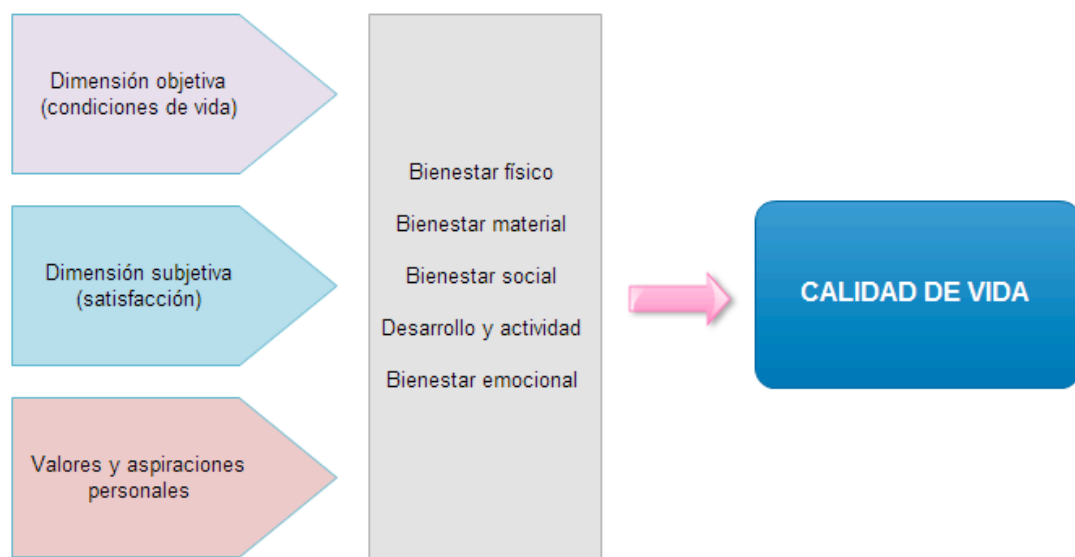 Dimensión objetiva
(condiciones de vida)
Dimensión subjetiva
(satisfacción)
Valores y aspiraciones
personales
Bienestar físico
Bienestar material
Bienestar social
Desarrollo y actividad
Bienestar emocional
CALIDAD DE VIDA